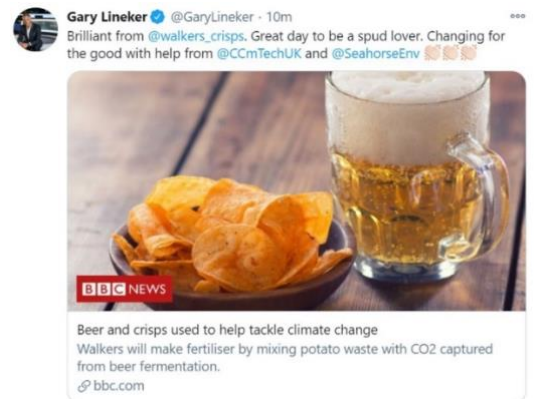 Gary Lineker @GaryLineker · 10m
Brilliant from @walkers_crisps. Great day to be a spud lover. Changing for
the good with help from @CCmTechUK and @SeahorseEnv 👏🏻👏🏻👏🏻
BBC NEWS
Beer and crisps used to help tackle climate change
Walkers will make fertiliser by mixing potato waste with CO2 captured
from beer fermentation.
bbc.com